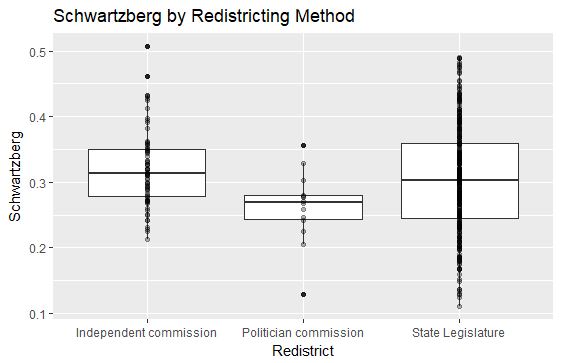 Schwartzberg by Redistricting Method
Schwartzberg
0.5
0.4
0.3
0.2
0.1
Independent commission
Politician commission
State Legislature
Redistrict